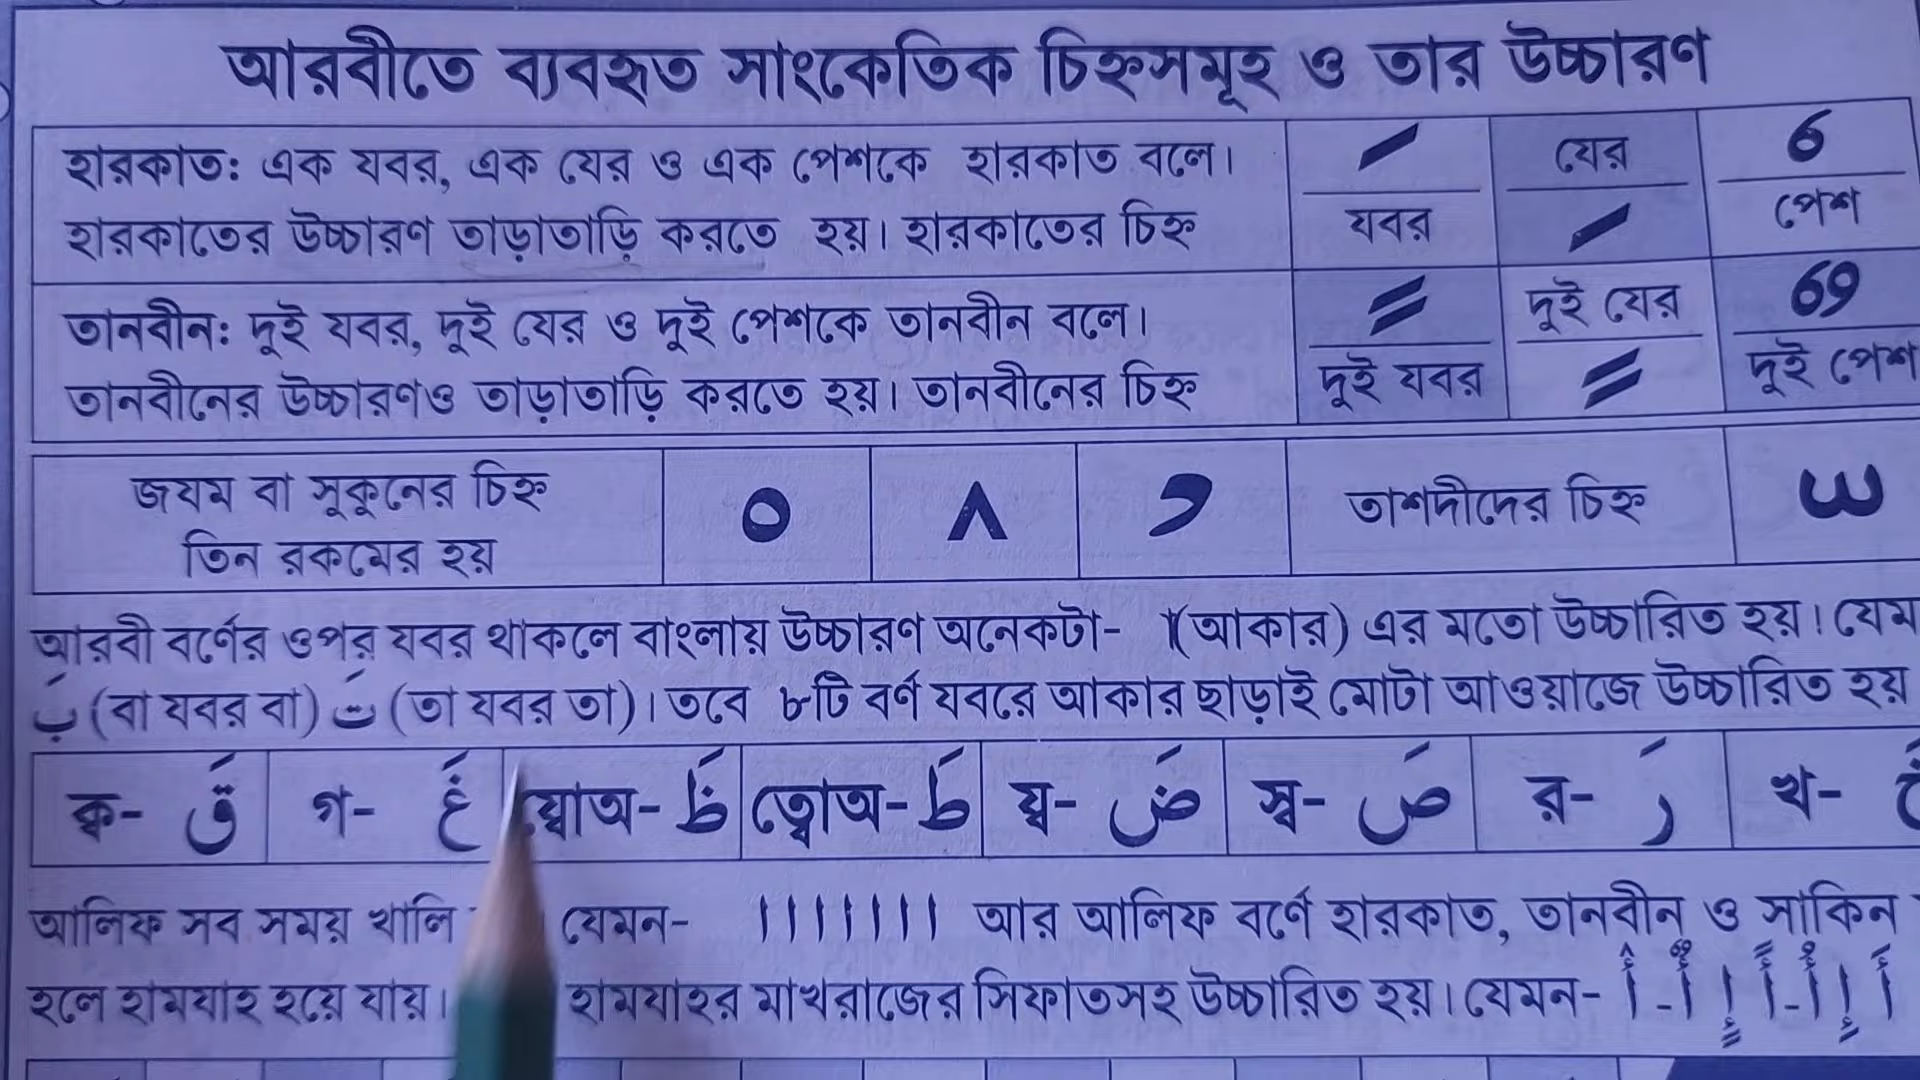 আরবীতে ব্যবহৃত সাংকেতিক চিহ্নসমূহ ও তার উচ্চারণ
হারকাত: এক যবর, এক যের ও এক পেশকে হারকাত বলে।
হারকাতের উচ্চারণ তাড়াতাড়ি করতে হয়। হারকাতের চিহ্ন
যবর
যের
পেশ
তানবীন: দুই যবর, দুই যের ও দুই পেশকে তানবীন বলে।
তানবীনের উচ্চারণও তাড়াতাড়ি করতে হয়। তানবীনের চিহ্ন
দুই যবর
দুই যের
দুই পেশ
জযম বা সুকুনের চিহ্ন
তিন রকমের হয়
তাশদীদের চিহ্ন
আরবী বর্ণের ওপর যবর থাকলে বাংলায় উচ্চারণ অনেকটা- া (আকার) এর মতো উচ্চারিত হয়। যেম
بَ (বা যবর বা) تَ (তা যবর তা)। তবে ৮টি বর্ণ যবরে আকার ছাড়াই মোটা আওয়াজে উচ্চারিত হয়
ক্ব- قَ গ- غَ য্বোঅ- ظَ ত্বোঅ- طَ য্ব- ضَ স্ব- صَ র- رَ খ- خَ
আলিফ সব সময় খালি যেমন- ا ا ا ا ا ا ا আর আলিফ বর্ণে হারকাত, তানবীন ও সাকিন
হলে হামযাহ হয়ে যায়। হামযাহর মাখরাজের সিফাতসহ উচ্চারিত হয়। যেমন-